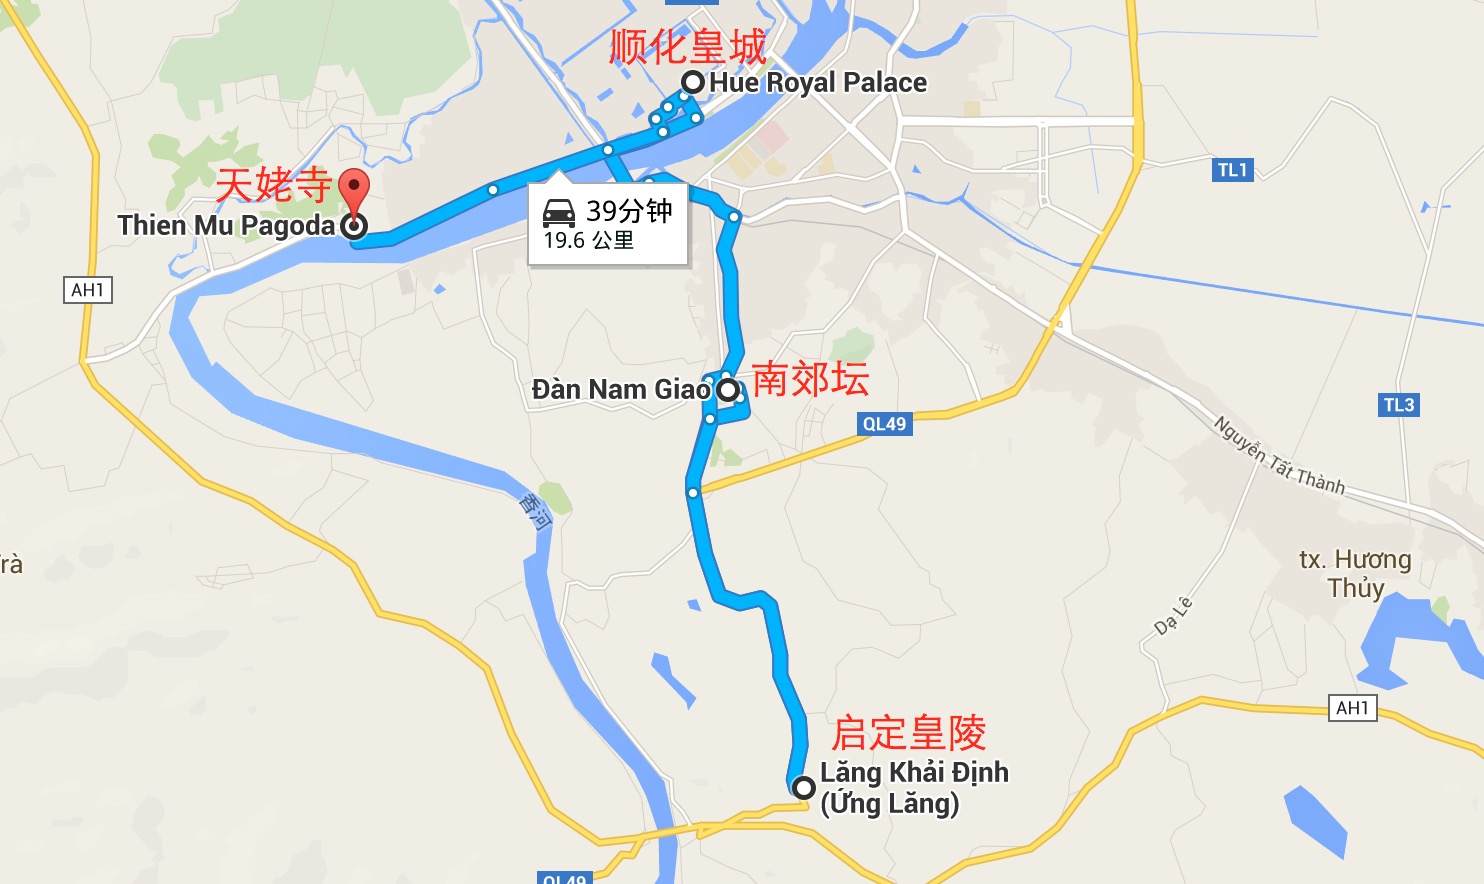 顺化皇城
Hue Royal Palace
TL1
天姥寺
Thien Mu Pagoda
39分钟
19.6 公里
AH1
南郊坛
Đàn Nam Giao
QL49
TL3
Nguyễn Tất Thành
香河
rà
tx. Hương
Thủy
Dạ Lê
启定皇陵
AH1
Lăng Khải Định
(Ứng Lăng)
QL49